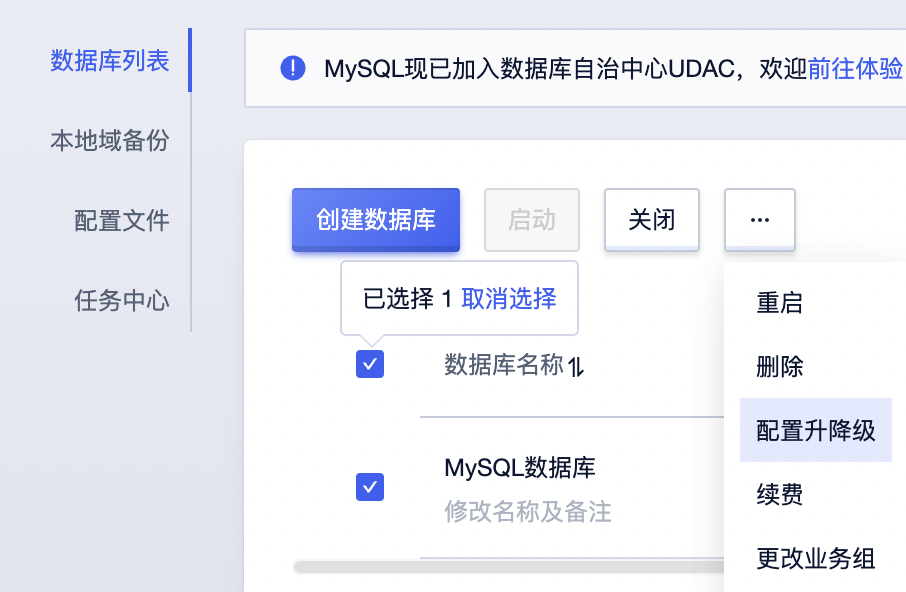 数据库列表
本地域备份
配置文件
任务中心
MySQL现已加入数据库自治中心UDAC，欢迎前往体验
创建数据库
启动
关闭
...
已选择 1 取消选择
数据库名称
MySQL数据库
修改名称及备注
重启
删除
配置升降级
续费
更改业务组